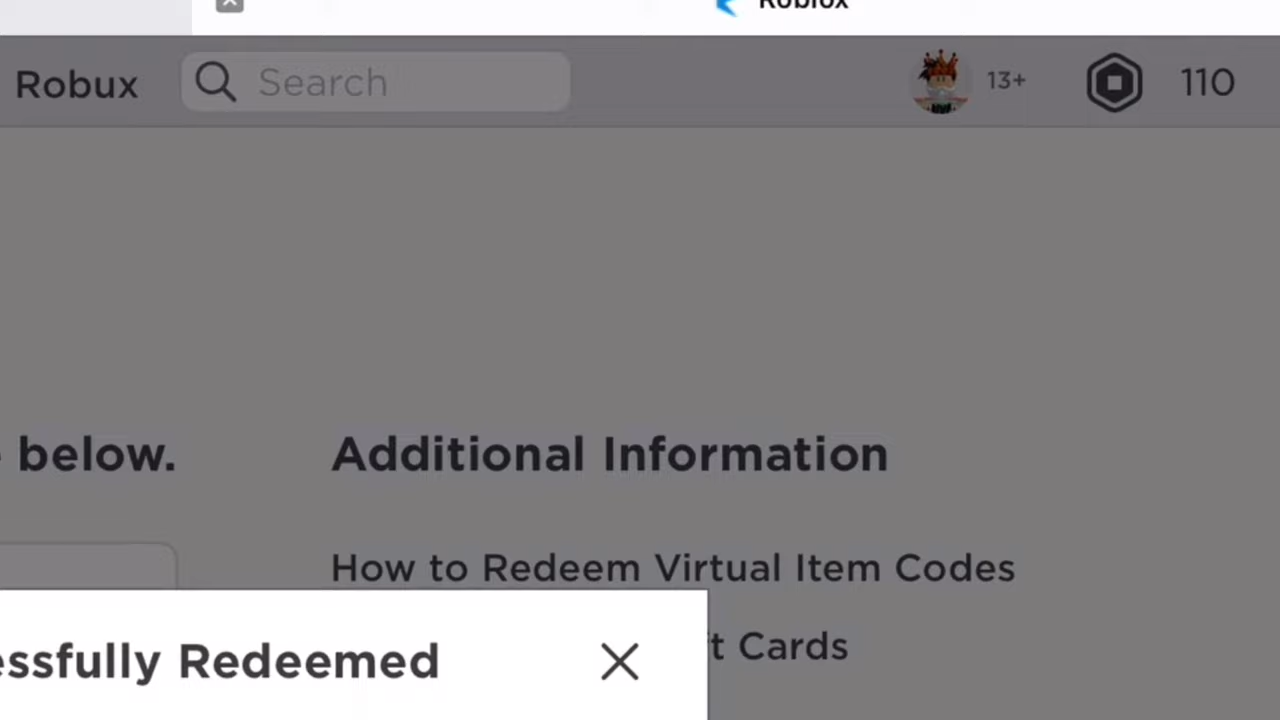 Roblox
Robux
Search
13+
110
below.
Additional Information
How to Redeem Virtual Item Codes
t Cards
essfully Redeemed